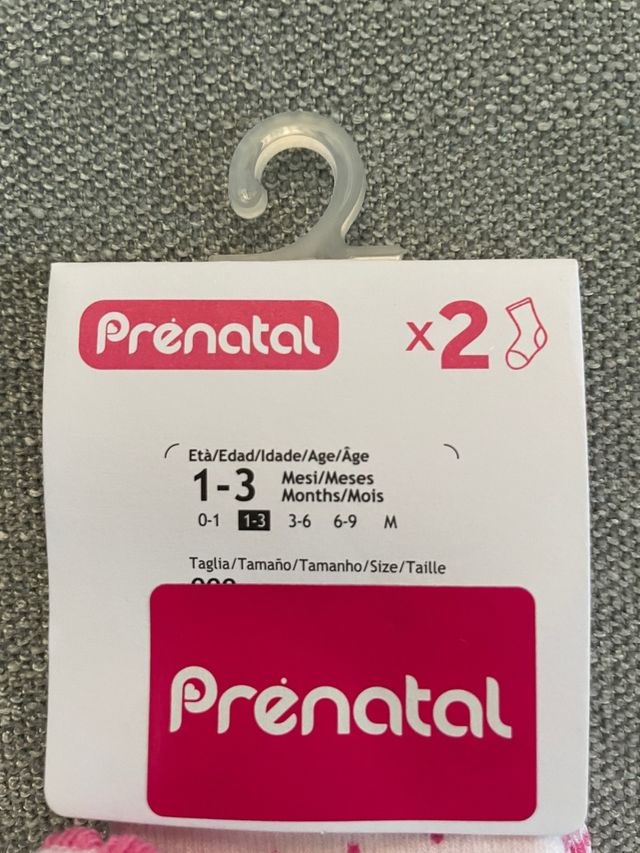 Prénatal
x2
Età/Edad/Idade/Age/Âge
1-3 Mesi/Meses
Months/Mois
0-1 1-3 3-6 6-9 M
Taglia/Tamaño/Tamanho/Size/Taille
Prénatal